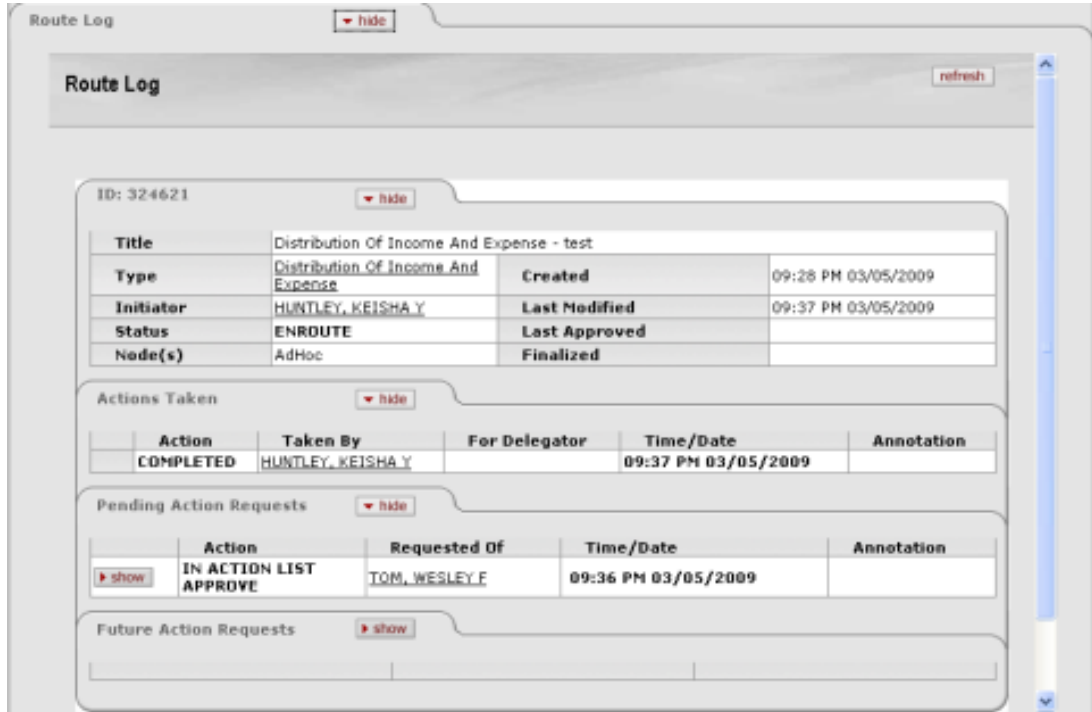 Route Log hide
Route Log refresh
ID: 324621 hide
Title Distribution Of Income And Expense - test
Type Distribution Of Income And Expense Created 09:28 PM 03/05/2009
Initiator HUNTLEY, KEISHA Y Last Modified 09:37 PM 03/05/2009
Status ENROUTE Last Approved
Node(s) AdHoc Finalized
Actions Taken hide
Action Taken By For Delegator Time/Date Annotation
COMPLETED HUNTLEY, KEISHA Y 09:37 PM 03/05/2009
Pending Action Requests hide
Action Requested Of Time/Date Annotation
show IN ACTION LIST APPROVE TOM, WESLEY F 09:36 PM 03/05/2009
Future Action Requests show